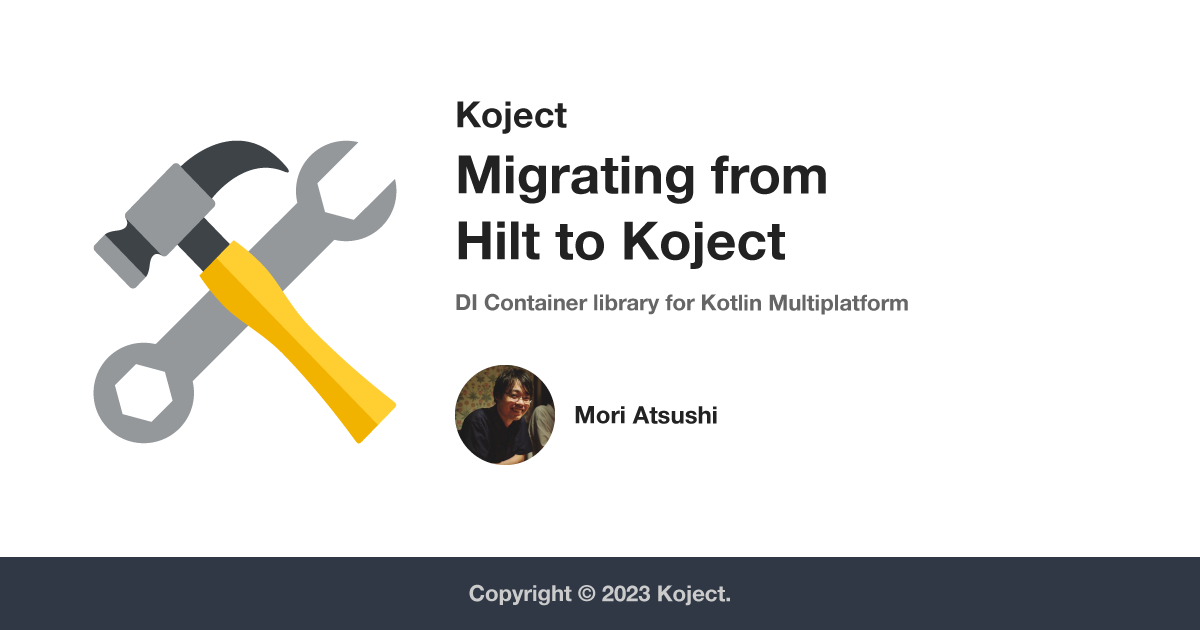 Koject
Migrating from
Hilt to Koject
DI Container library for Kotlin Multiplatform
Mori Atsushi
Copyright © 2023 Koject.